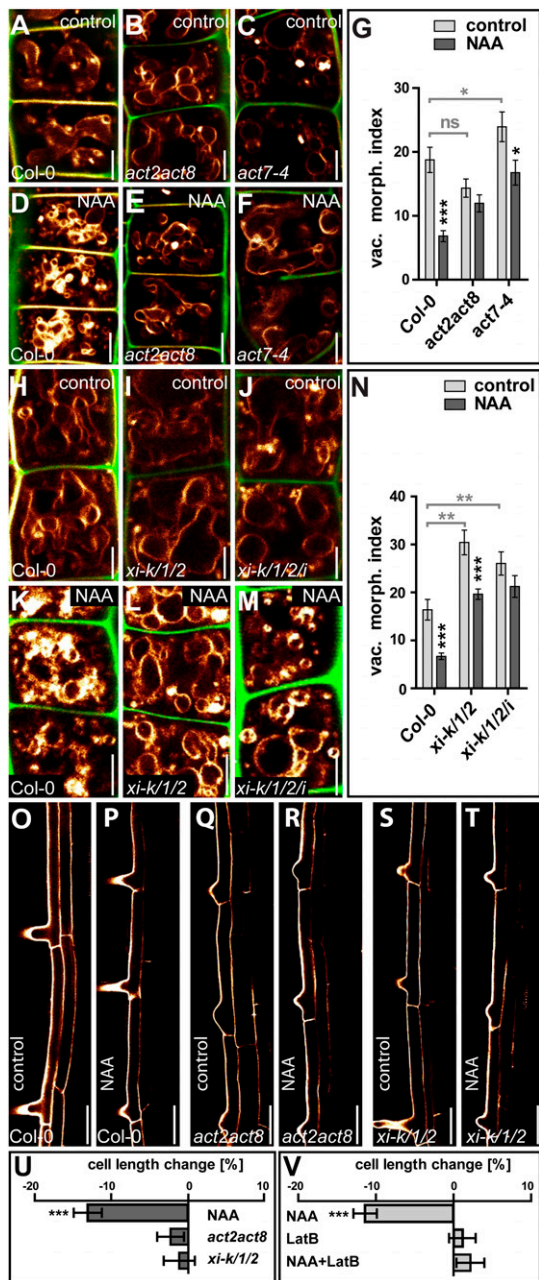 A control Col-0
B control act2act8
C control act7-4
D NAA Col-0
E NAA act2act8
F NAA act7-4
G
control
NAA
vac. morph. index
30
20
10
0
*
ns
***
*
Col-0
act2act8
act7-4
H control Col-0
I control xi-k/1/2
J control xi-k/1/2/i
K NAA Col-0
L NAA xi-k/1/2
M NAA xi-k/1/2/i
N
control
NAA
vac. morph. index
40
30
20
10
0
**
**
***
***
Col-0
xi-k/1/2
xi-k/1/2/i
O control Col-0
P NAA Col-0
Q control act2act8
R NAA act2act8
S control xi-k/1/2
T NAA xi-k/1/2
U
cell length change [%]
-20 -10 0 10
*** NAA
act2act8
xi-k/1/2
V
cell length change [%]
-20 -10 0 10
NAA ***
LatB
NAA+LatB